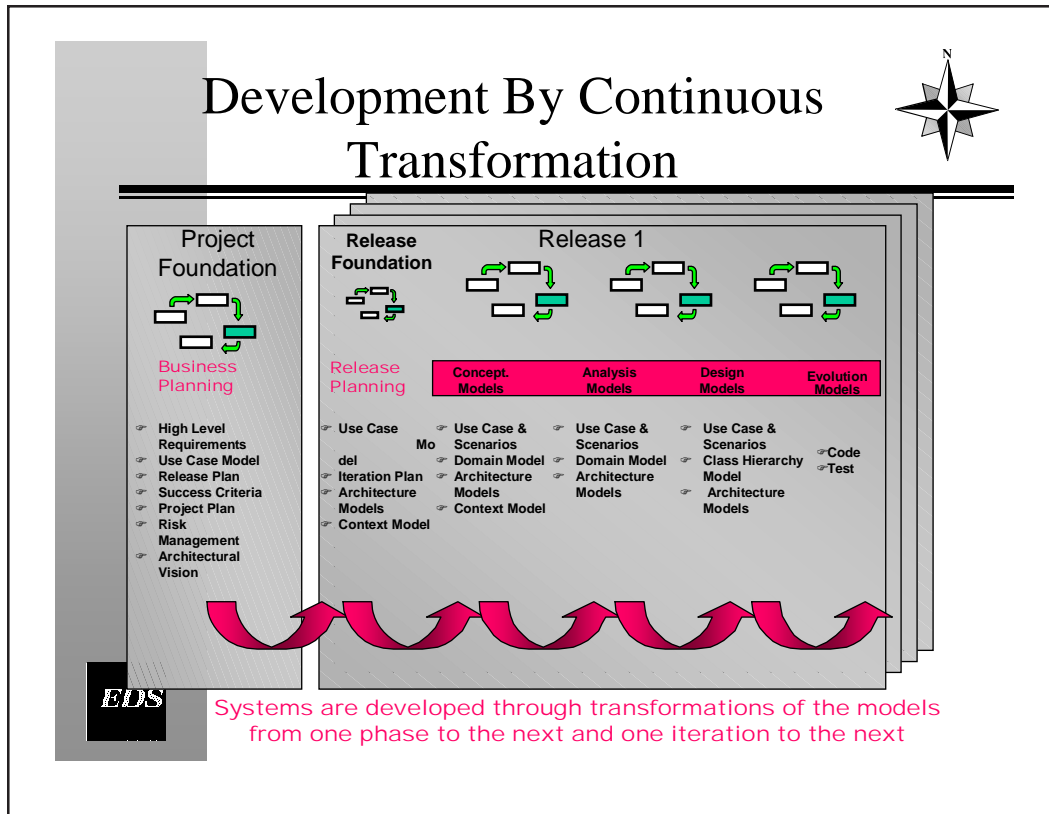 N
Development By Continuous
Transformation
Project
Foundation
Business
Planning
☞ High Level
Requirements
☞ Use Case Model
☞ Release Plan
☞ Success Criteria
☞ Project Plan
☞ Risk
Management
☞ Architectural
Vision
Release
Foundation
Release 1
Release
Planning
Concept.
Models
Analysis
Models
Design
Models
Evolution
Models
☞ Use Case
Mo
del
☞ Iteration Plan
☞ Architecture
Models
☞ Context Model
☞ Use Case &
Scenarios
☞ Domain Model
☞ Architecture
Models
☞ Context Model
☞ Use Case &
Scenarios
☞ Domain Model
☞ Architecture
Models
☞ Use Case &
Scenarios
☞ Class Hierarchy
Model
☞ Architecture
Models
☞Code
☞Test
EDS
Systems are developed through transformations of the models
from one phase to the next and one iteration to the next